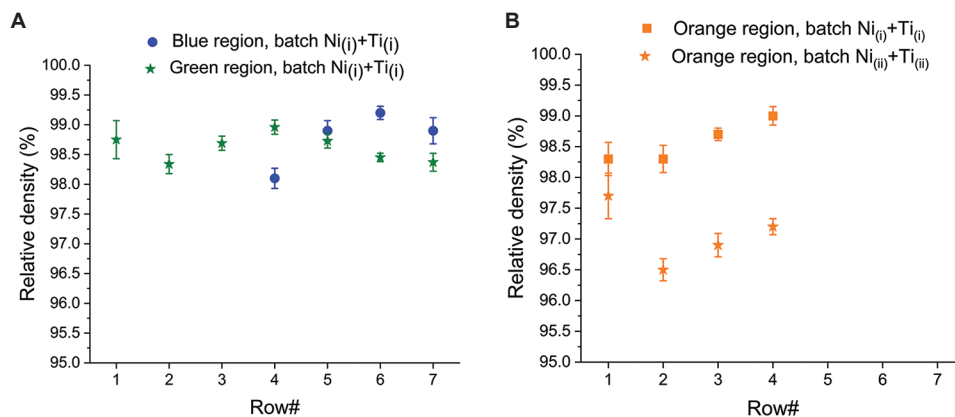 A
Blue region, batch Ni(i)+Ti(i)
Green region, batch Ni(i)+Ti(i)
100.0
99.5
99.0
98.5
98.0
97.5
97.0
96.5
96.0
95.5
95.0
Relative density (%)
1 2 3 4 5 6 7
Row#
B
Orange region, batch Ni(i)+Ti(i)
Orange region, batch Ni(ii)+Ti(ii)
100.0
99.5
99.0
98.5
98.0
97.5
97.0
96.5
96.0
95.5
95.0
Relative density (%)
1 2 3 4 5 6 7
Row#